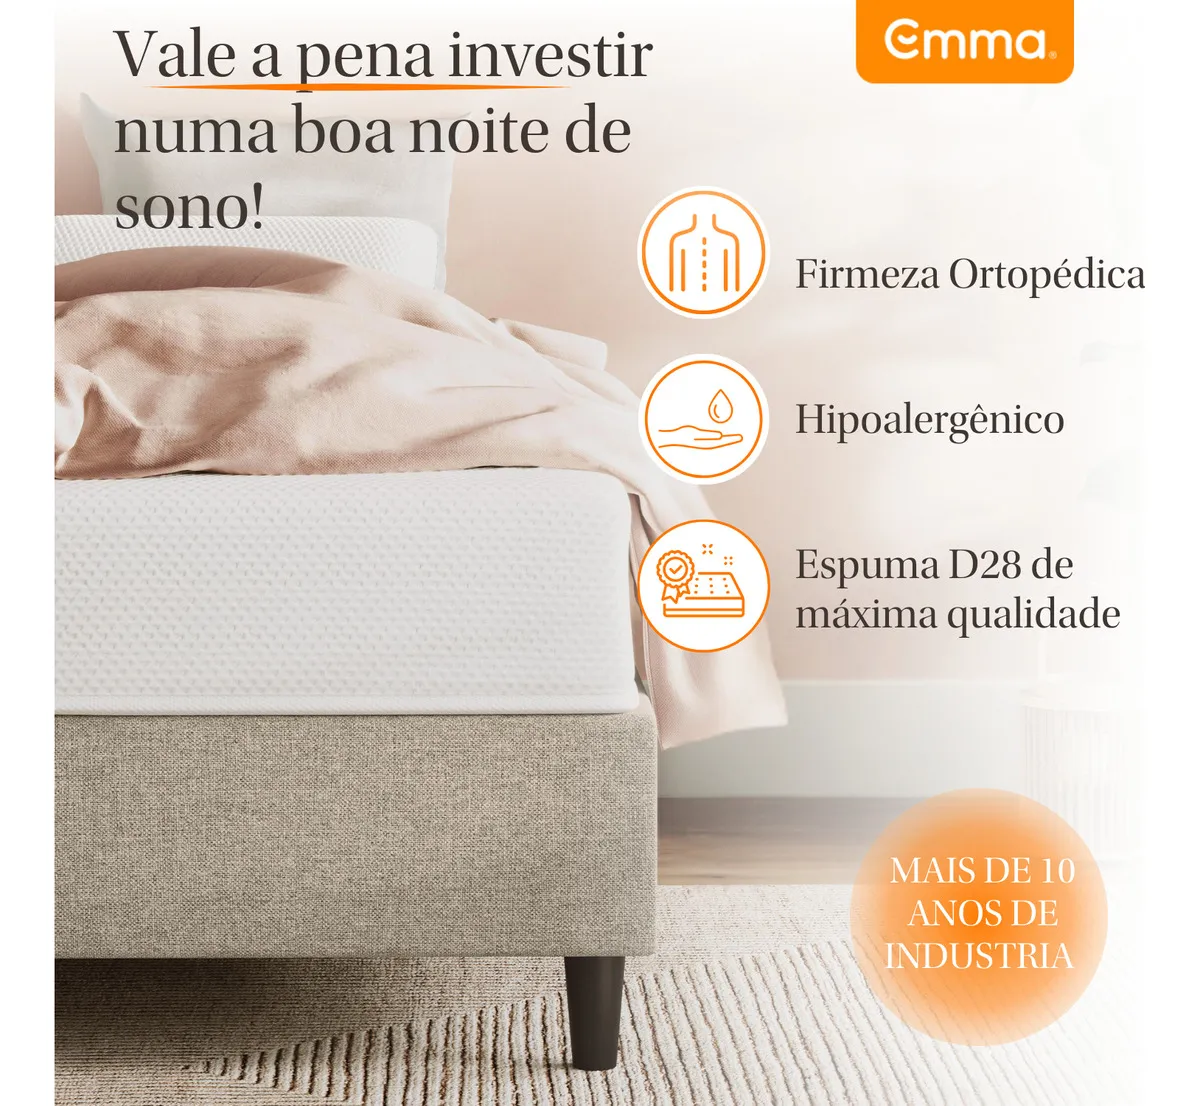 Vale a pena investir
numa boa noite de
sono!
emma®
Firmeza Ortopédica
Hipoalergênico
Espuma D28 de
máxima qualidade
MAIS DE 10
ANOS DE
INDUSTRIA